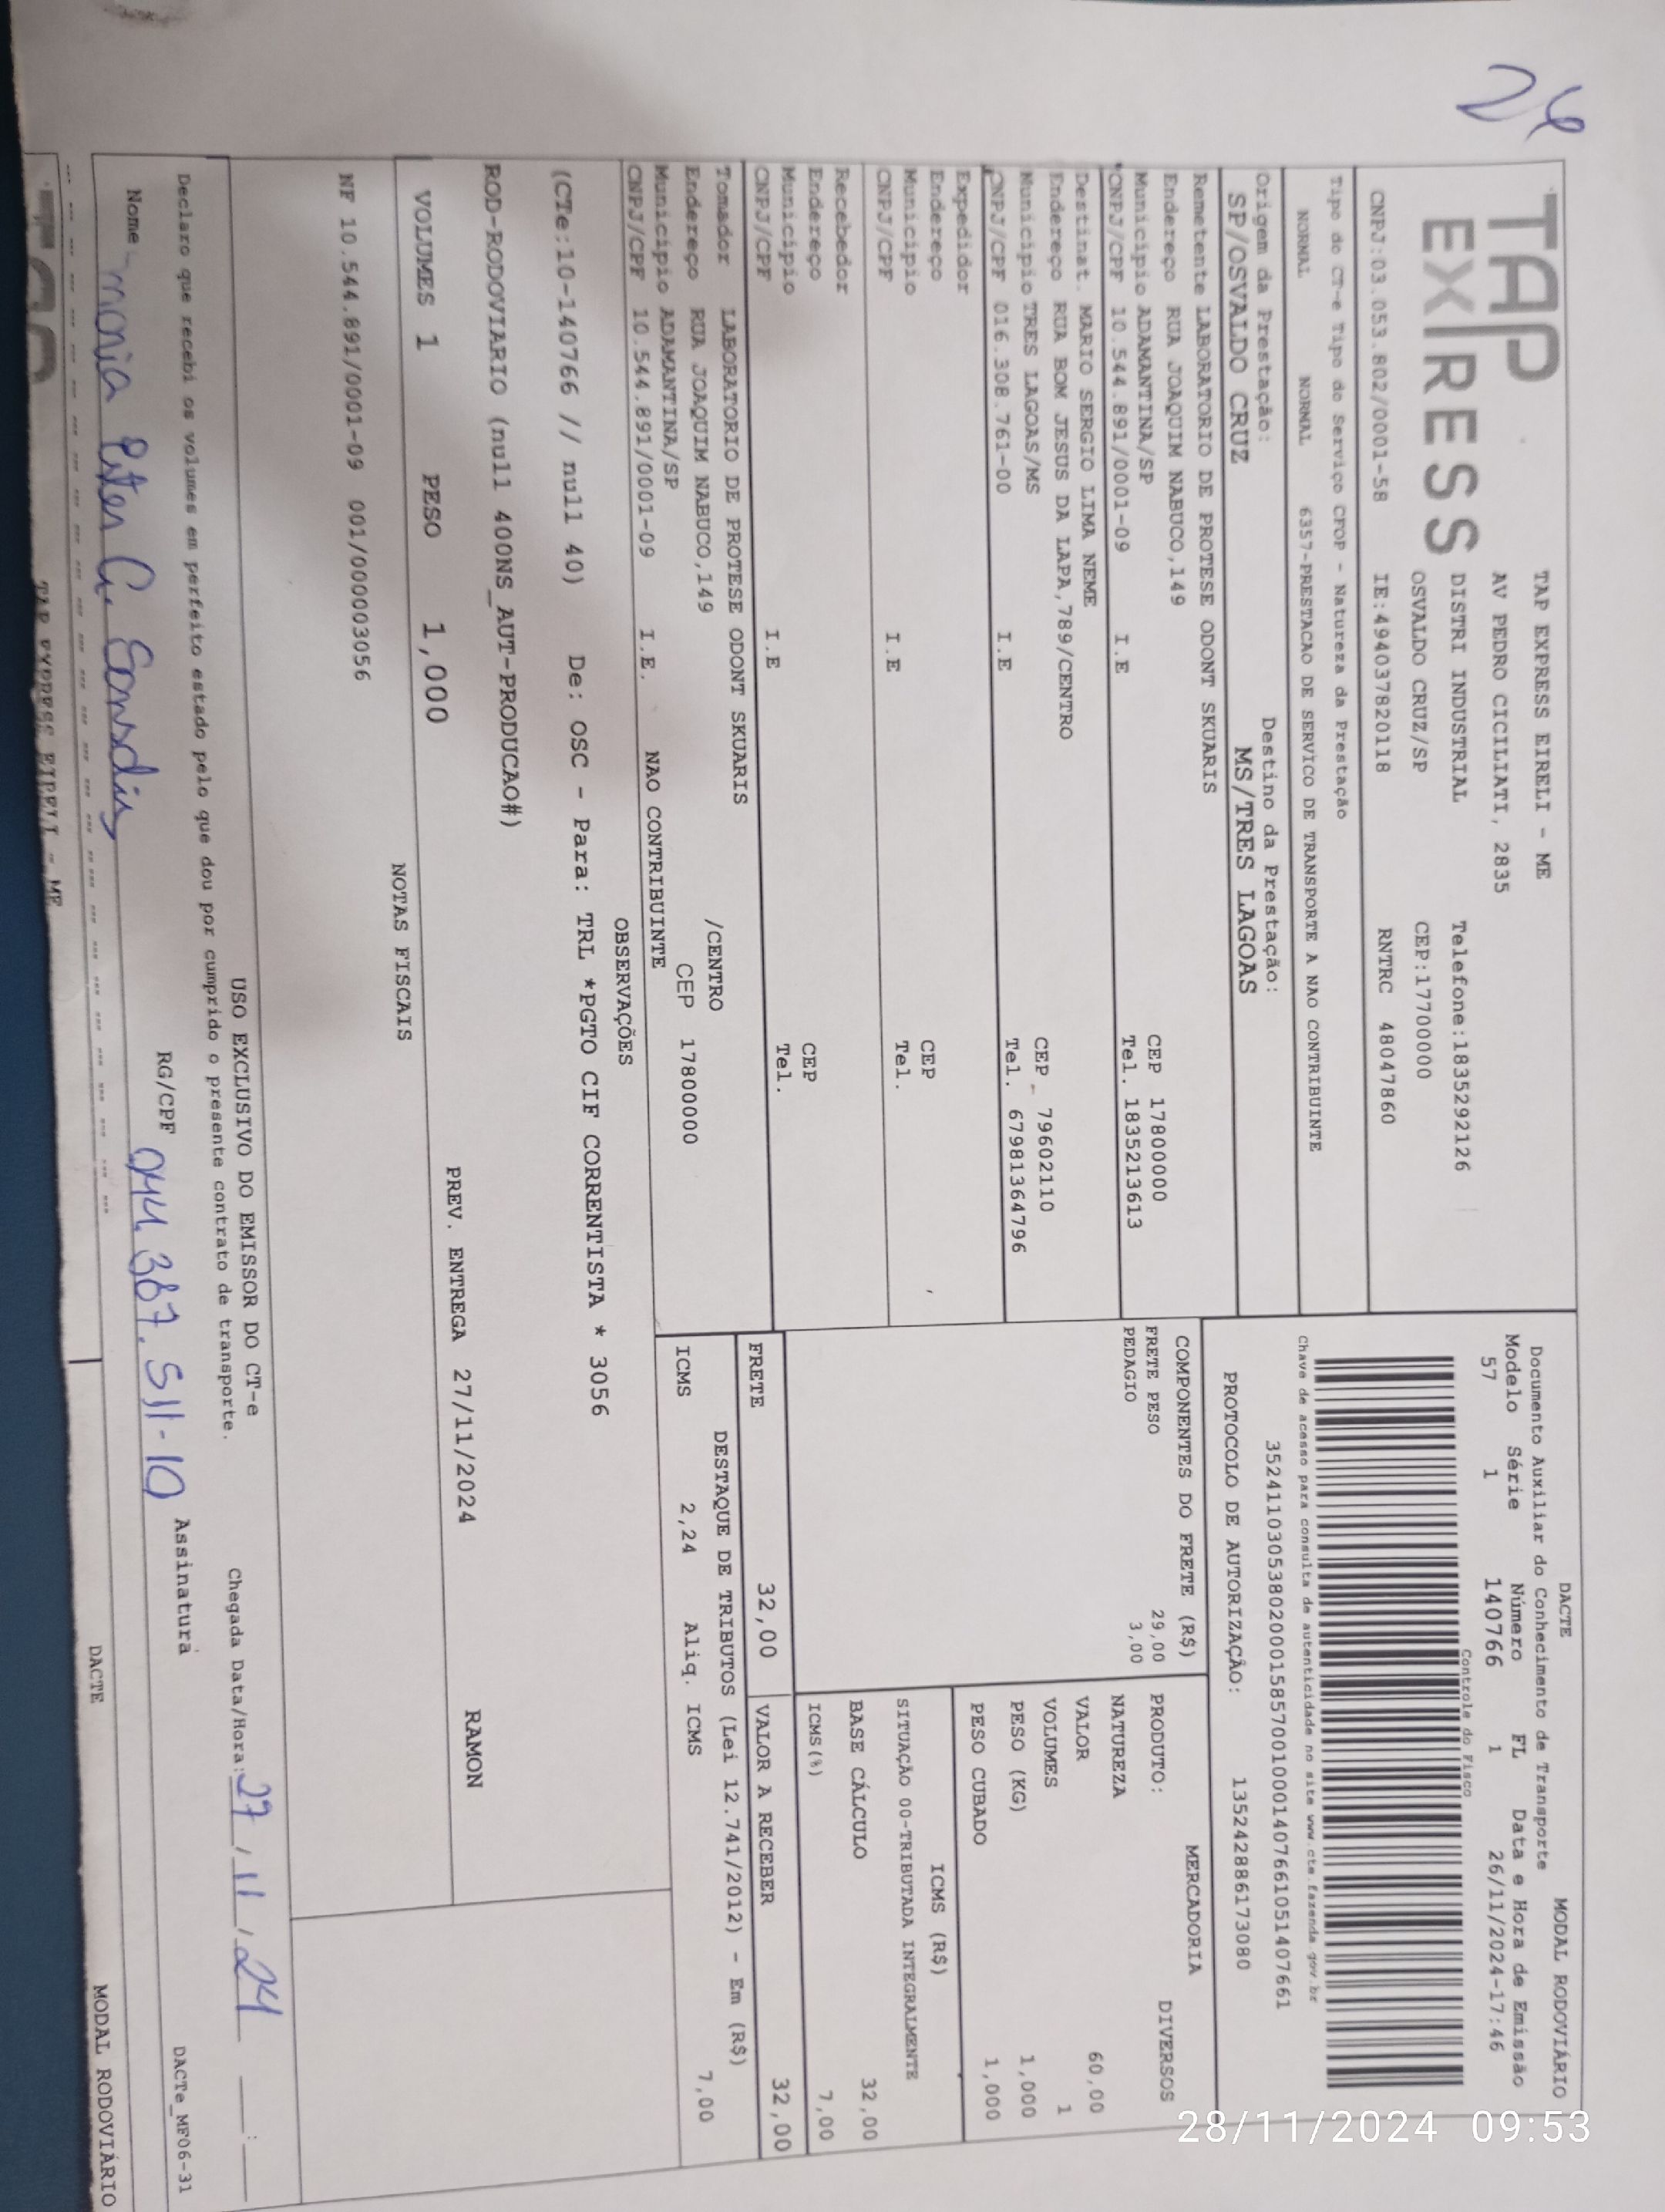 26
TAP
EXPRESS
TAP EXPRESS EIRELI - ME
AV PEDRO CICILIATI, 2835
DISTRI INDUSTRIAL Telefone:1835292126
OSVALDO CRUZ/SP CEP:17700000
CNPJ:03.053.802/0001-58 IE:494037820118 RNTRC 48047860
Tipo do CT-e Tipo do Serviço CFOP - Natureza da Prestação
NORMAL NORMAL 6357-PRESTACAO DE SERVICO DE TRANSPORTE A NAO CONTRIBUINTE
Origem da Prestação: Destino da Prestação:
SP/OSVALDO CRUZ MS/TRES LAGOAS
Remetente LABORATORIO DE PROTESE ODONT SKUARIS
Endereço RUA JOAQUIM NABUCO,149 CEP 17800000
Municipio ADAMANTINA/SP Tel. 1835213613
CNPJ/CPF 10.544.891/0001-09 I.E
Destinat. MARIO SERGIO LIMA NEME
Endereço RUA BOM JESUS DA LAPA,789/CENTRO CEP 79602110
Municipio TRES LAGOAS/MS Tel. 67981364796
CNPJ/CPF 016.308.761-00 I.E
Expedidor
Endereço CEP
Municipio Tel.
CNPJ/CPF I.E
Recebedor
Endereço CEP
Municipio Tel.
CNPJ/CPF I.E
Tomador LABORATORIO DE PROTESE ODONT SKUARIS
Endereço RUA JOAQUIM NABUCO,149 /CENTRO
Municipio ADAMANTINA/SP CEP 17800000
CNPJ/CPF 10.544.891/0001-09 I.E. NAO CONTRIBUINTE
DACTE MODAL RODOVIÁRIO
Documento Auxiliar do Conhecimento de Transporte
Modelo Série Número FL Data e Hora de Emissão
57 1 140766 1 26/11/2024-17:46
Controle do Fisco
Chave de acesso para consulta de autenticidade no site www.cte.fazenda.gov.br
35241103053802000158570010001407661051407661
PROTOCOLO DE AUTORIZAÇÃO: 135242886173080
COMPONENTES DO FRETE (R$)
FRETE PESO 29,00
PEDAGIO 3,00
MERCADORIA
PRODUTO: DIVERSOS
NATUREZA
VALOR 60,00
VOLUMES 1
PESO (KG) 1,000
PESO CUBADO 1,000
ICMS (R$)
SITUAÇÃO 00-TRIBUTADA INTEGRALMENTE
BASE CÁLCULO 32,00
ICMS(%) 7,00
FRETE 32,00 VALOR A RECEBER 32,00
DESTAQUE DE TRIBUTOS (Lei 12.741/2012) - Em (R$)
ICMS 2,24 Aliq. ICMS 7,00
OBSERVAÇÕES
(CTe:10-140766 // null 40) De: OSC - Para: TRL *PGTO CIF CORRENTISTA * 3056
ROD-RODOVIARIO (null 400NS_AUT-PRODUCAO#)
VOLUMES 1 PESO 1,000 PREV. ENTREGA 27/11/2024 RAMON
NOTAS FISCAIS
NF 10.544.891/0001-09 001/000003056
USO EXCLUSIVO DO EMISSOR DO CT-e
Declaro que recebi os volumes em perfeito estado pelo que dou por cumprido o presente contrato de transporte. Chegada Data/Hora: 27/11/24 __:__
Nome Maria Ester G. RG/CPF 044.387.511-10 Assinatura DACTe_MF06-31
TAP EXPRESS EIRELI - ME DACTE MODAL RODOVIÁRIO
28/11/2024 09:53